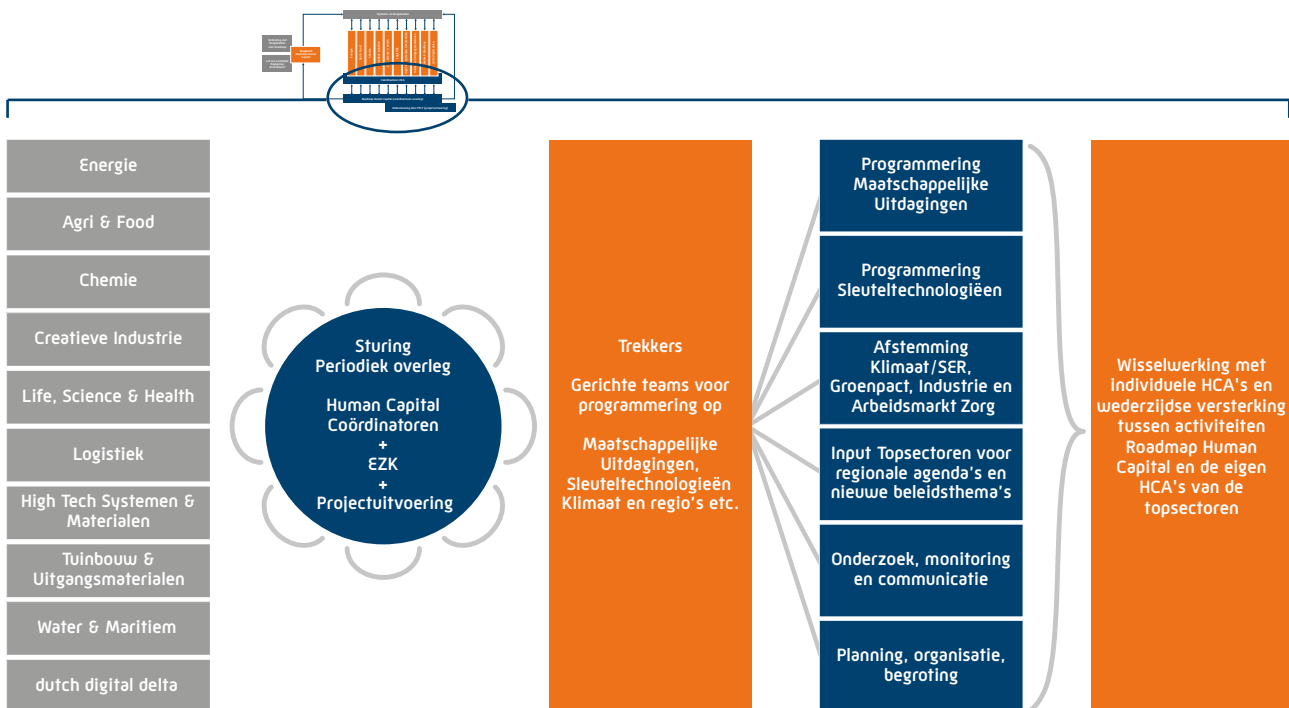 Energie
Agri & Food
Chemie
Creatieve Industrie
Life, Science & Health
Logistiek
High Tech Systemen &
Materialen
Tuinbouw &
Uitgangsmaterialen
Water & Maritiem
dutch digital delta
Sturing
Periodiek overleg
Human Capital
Coördinatoren
+
EZK
+
Projectuitvoering
Trekkers
Gerichte teams voor
programmering op
Maatschappelijke
Uitdagingen,
Sleuteltechnologieën
Klimaat en regio's etc.
Programmering
Maatschappelijke
Uitdagingen
Programmering
Sleuteltechnologiëen
Afstemming
Klimaat/SER,
Groenpact, Industrie en
Arbeidsmarkt Zorg
Input Topsectoren voor
regionale agenda's en
nieuwe beleidsthema's
Onderzoek, monitoring
en communicatie
Planning, organisatie,
begroting
Wisselwerking met
individuele HCA's en
wederzijdse versterking
tussen activiteiten
Roadmap Human
Capital en de eigen
HCA's van de
topsectoren